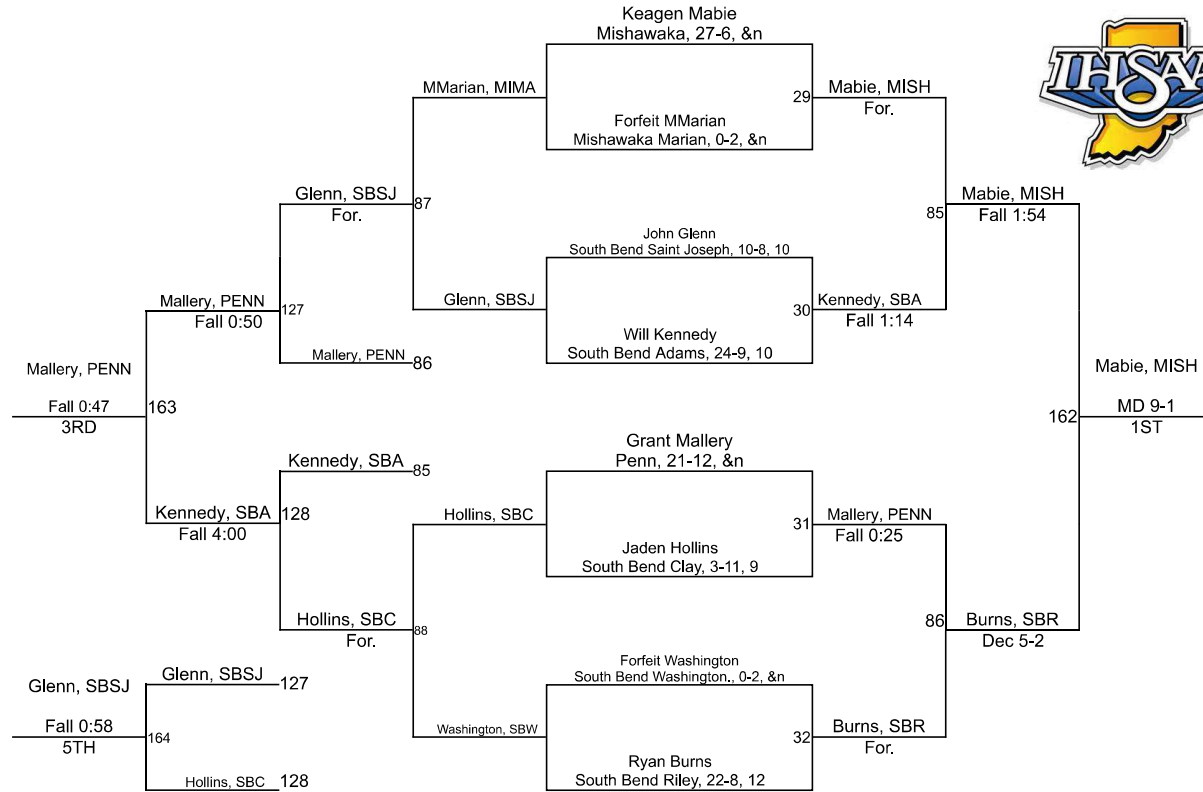 Keagen Mabie
Mishawaka, 27-6, &n
IHSAA
MMarian, MIMA
29
Mabie, MISH
For.
Forfeit MMarian
Mishawaka Marian, 0-2, &n
Glenn, SBSJ
For.
87
Mabie, MISH
Fall 1:54
85
John Glenn
South Bend Saint Joseph, 10-8, 10
Mallery, PENN
Fall 0:50
127
Glenn, SBSJ
30
Kennedy, SBA
Fall 1:14
Will Kennedy
South Bend Adams, 24-9, 10
Mallery, PENN
86
Mallery, PENN
Fall 0:47
3RD
163
Mabie, MISH
MD 9-1
1ST
162
Grant Mallery
Penn, 21-12, &n
Kennedy, SBA
85
Kennedy, SBA
Fall 4:00
128
Hollins, SBC
31
Mallery, PENN
Fall 0:25
Jaden Hollins
South Bend Clay, 3-11, 9
Hollins, SBC
For.
88
86
Burns, SBR
Dec 5-2
Forfeit Washington
South Bend Washington., 0-2, &n
Glenn, SBSJ
127
Glenn, SBSJ
Fall 0:58
5TH
164
Washington, SBW
32
Burns, SBR
For.
Ryan Burns
South Bend Riley, 22-8, 12
Hollins, SBC
128